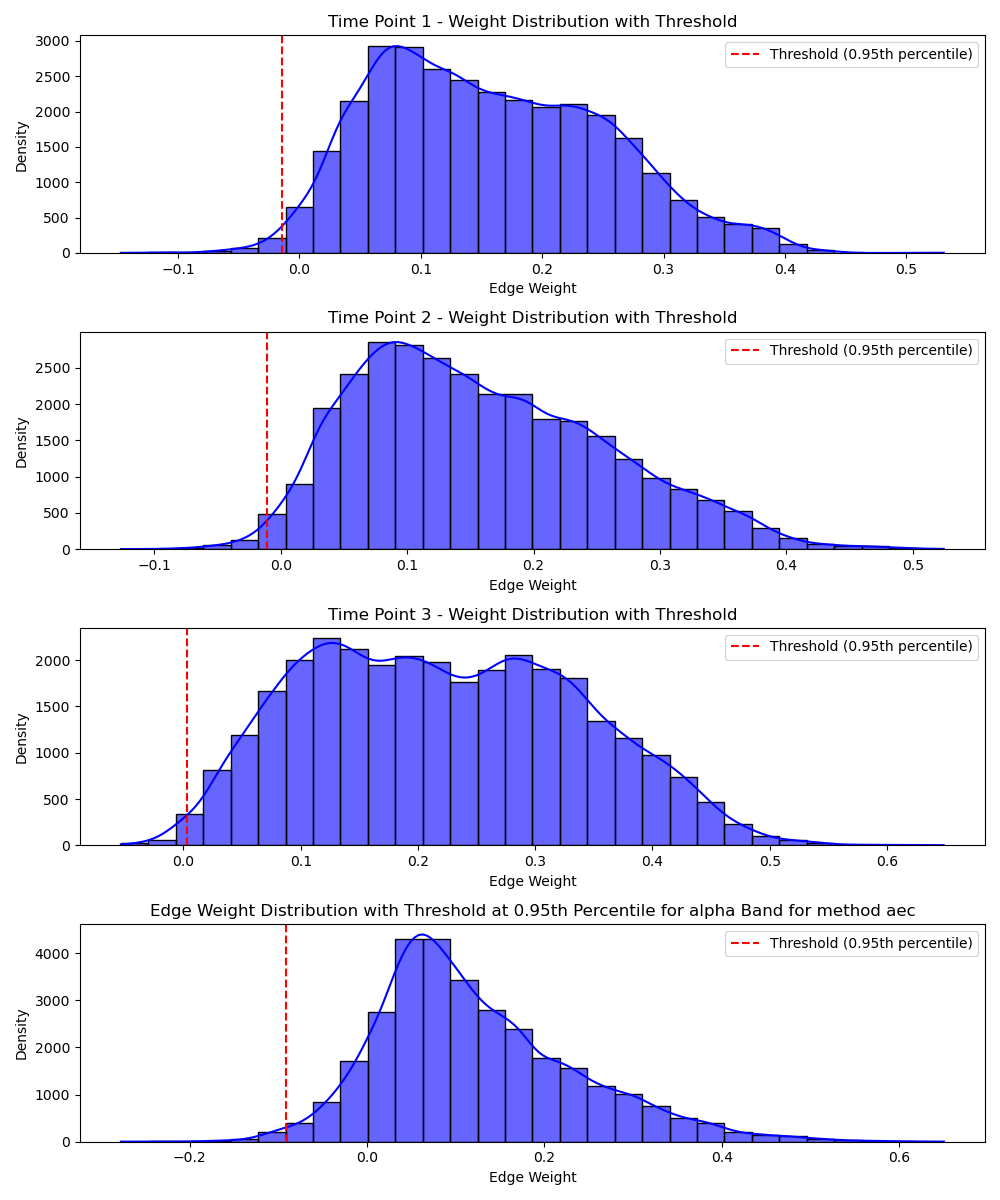 Time Point 1 - Weight Distribution with Threshold
Threshold (0.95th percentile)
3000
2500
2000
1500
1000
500
0
Density
−0.1 0.0 0.1 0.2 0.3 0.4 0.5
Edge Weight
Time Point 2 - Weight Distribution with Threshold
Threshold (0.95th percentile)
2500
2000
1500
1000
500
0
Density
−0.1 0.0 0.1 0.2 0.3 0.4 0.5
Edge Weight
Time Point 3 - Weight Distribution with Threshold
Threshold (0.95th percentile)
2000
1500
1000
500
0
Density
0.0 0.1 0.2 0.3 0.4 0.5 0.6
Edge Weight
Edge Weight Distribution with Threshold at 0.95th Percentile for alpha Band for method aec
Threshold (0.95th percentile)
4000
3000
2000
1000
0
Density
−0.2 0.0 0.2 0.4 0.6
Edge Weight